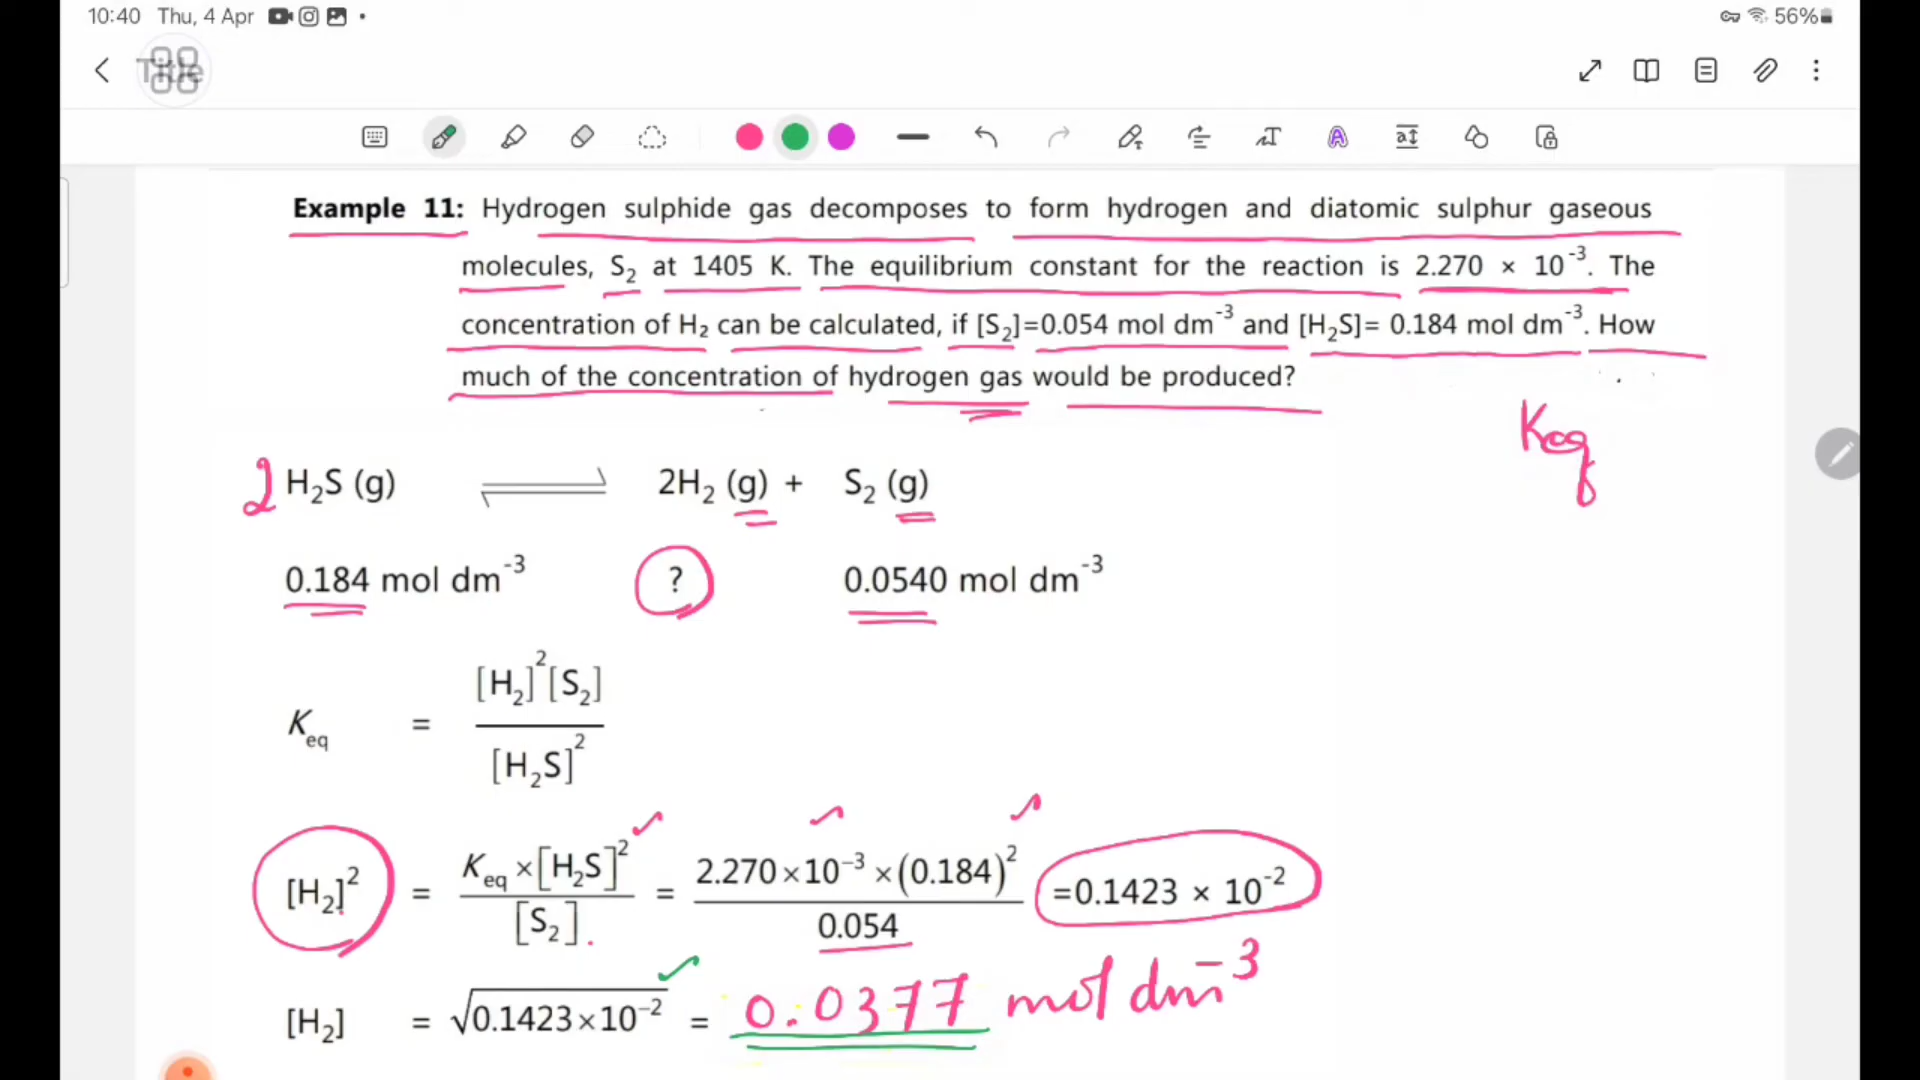 10:40 Thu, 4 Apr 56%
Title
Example 11: Hydrogen sulphide gas decomposes to form hydrogen and diatomic sulphur gaseous
molecules, S₂ at 1405 K. The equilibrium constant for the reaction is 2.270 × 10⁻³. The
concentration of H₂ can be calculated, if [S₂]=0.054 mol dm⁻³ and [H₂S]= 0.184 mol dm⁻³. How
much of the concentration of hydrogen gas would be produced?
Keq
2 H₂S (g) ⇌ 2H₂ (g) + S₂ (g)
0.184 mol dm⁻³ ? 0.0540 mol dm⁻³
K_eq = [H₂]²[S₂] / [H₂S]²
[H₂]² = K_eq × [H₂S]² / [S₂] = 2.270 × 10⁻³ × (0.184)² / 0.054 =0.1423 × 10⁻²
[H₂] = √0.1423 × 10⁻² = 0.0377 mol dm⁻³